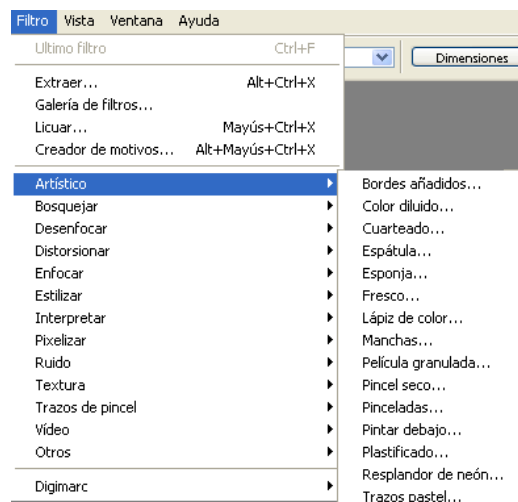 Filtro Vista Ventana Ayuda
Ultimo filtro Ctrl+F
Dimensiones
Extraer... Alt+Ctrl+X
Galería de filtros...
Licuar... Mayús+Ctrl+X
Creador de motivos... Alt+Mayús+Ctrl+X
Artístico
Bosquejar
Desenfocar
Distorsionar
Enfocar
Estilizar
Interpretar
Pixelizar
Ruido
Textura
Trazos de pincel
Vídeo
Otros
Digimarc
Bordes añadidos...
Color diluido...
Cuarteado...
Espátula...
Esponja...
Fresco...
Lápiz de color...
Manchas...
Película granulada...
Pincel seco...
Pinceladas...
Pintar debajo...
Plastificado...
Resplandor de neón...
Trazos pastel...